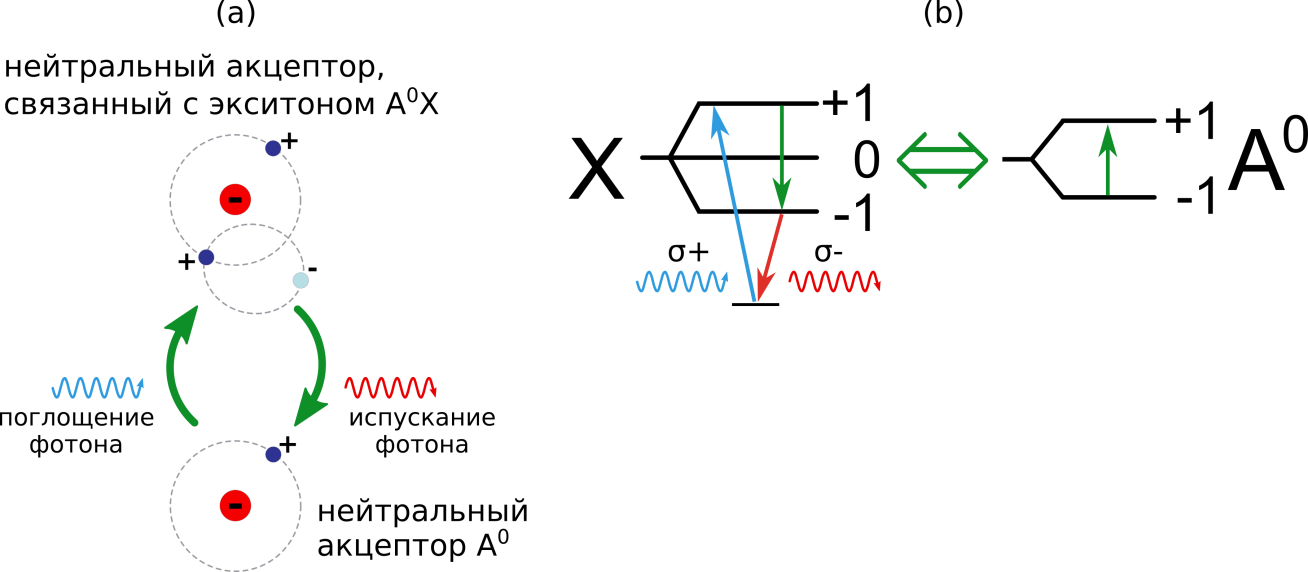 (a)
нейтральный акцептор,
связанный с экситоном A⁰X
+
-
+
-
поглощение
фотона
испускание
фотона
+
-
нейтральный
акцептор A⁰
(b)
X
+1
0
-1
σ+
σ-
+1
-1
A⁰